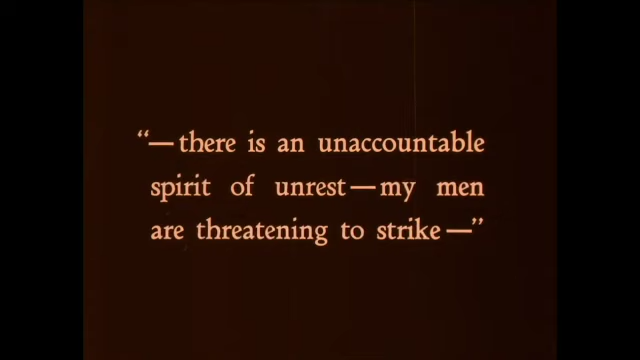 “—there is an unaccountable
spirit of unrest—my men
are threatening to strike—”